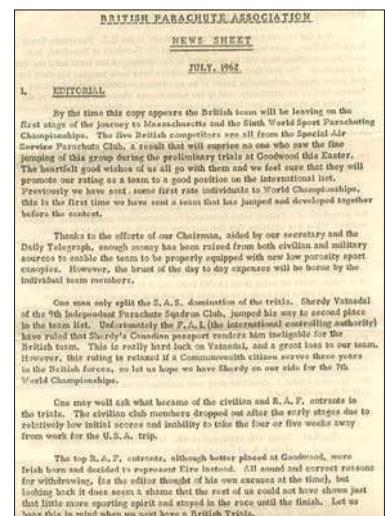 BRITISH PARACHUTE ASSOCIATION
NEWS SHEET
JULY, 1962
1. EDITORIAL
By the time this copy appears the British team will be leaving on the
first stage of the journey to Massachusetts and the Sixth World Sport Parachuting
Championships. The five British competitors are all from the Special Air
Service Parachute Club, a result that will suprise no one who saw the fine
jumping of this group during the preliminary trials at Goodwood this Easter.
The heartfelt good wishes of us all go with them and we feel sure that they will
promote our rating as a team to a good position on the international list.
Previously we have sent some first rate individuals to World Championships,
this is the first time we have sent a team that has jumped and developed together
before the contest.
Thanks to the efforts of our Chairman, aided by our secretary and the
Daily Telegraph, enough money has been raised from both civilian and military
sources to enable the team to be properly equipped with new low porosity sport
canopies. However, the brunt of the day to day expenses will be borne by the
individual team members.
One man only split the S.A.S. domination of the trials. Sherdy Vatnsdal
of the 9th Independent Parachute Squadron Club, jumped his way to second place
in the team list. Unfortunately the F.A.I. (the international controlling authority)
have ruled that Sherdy's Canadian passport renders him ineligible for the
British team. This is really hard luck on Vatnsdal, and a great loss to our team.
However, this ruling is relaxed if a Commonwealth citizen serves three years
in the British forces, so let us hope we have Sherdy on our side for the 7th
World Championships.
One may well ask what became of the civilian and R.A.F. entrants in
the trials. The civilian club members dropped out after the early stages due to
relatively low initial scores and inability to take the four or five weeks away
from work for the U.S.A. trip.
The top R.A.F. entrants, although better placed at Goodwood, were
Irish born and decided to represent Eire instead. All sound and correct reasons
for withdrawing, (as the editor thought of his own excuses at the time), but
looking back it does seem a shame that the rest of us could not have shown just
that little more sporting spirit and stayed in the race until the finish. Let us
bear this in mind when we next have a British Trials.